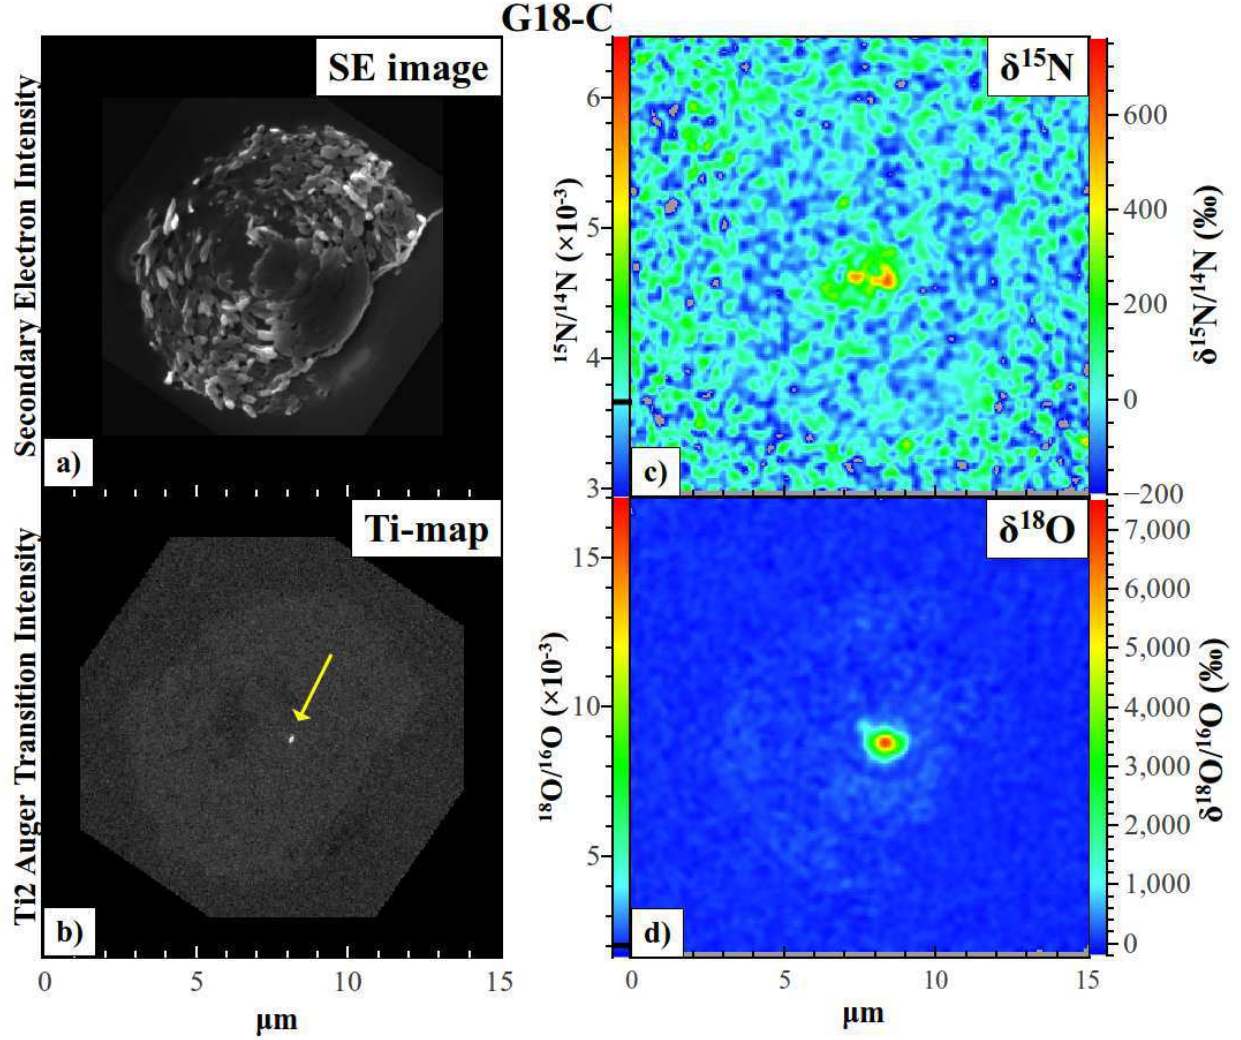 G18-C
SE image
Secondary Electron Intensity
a)
Ti-map
Ti2 Auger Transition Intensity
b)
0 5 10 15
µm
δ¹⁵N
¹⁵N/¹⁴N (×10⁻³)
6
5
4
3
c)
600
400
200
0
−200
δ¹⁵N/¹⁴N (‰)
δ¹⁸O
¹⁸O/¹⁶O (×10⁻³)
15
10
5
d)
7,000
6,000
5,000
4,000
3,000
2,000
1,000
0
δ¹⁸O/¹⁶O (‰)
0 5 10 15
µm